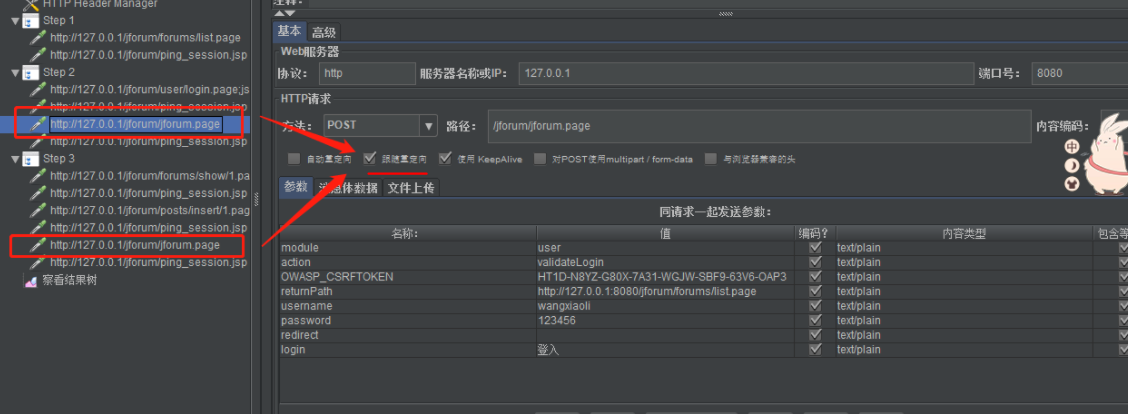 HTTP Header Manager
Step 1
http://127.0.0.1/jforum/forums/list.page
http://127.0.0.1/jforum/ping_session.jsp
Step 2
http://127.0.0.1/jforum/user/login.page;js
http://127.0.0.1/jforum/ping_session.jsp
http://127.0.0.1/jforum/jforum.page
http://127.0.0.1/jforum/ping_session.jsp
Step 3
http://127.0.0.1/jforum/forums/show/1.pa
http://127.0.0.1/jforum/ping_session.jsp
http://127.0.0.1/jforum/posts/insert/1.pag
http://127.0.0.1/jforum/ping_session.jsp
http://127.0.0.1/jforum/jforum.page
http://127.0.0.1/jforum/ping_session.jsp
察看结果树
注释:
基本 高级
Web服务器
协议: http 服务器名称或IP: 127.0.0.1 端口号: 8080
HTTP请求
方法: POST 路径: /jforum/jforum.page 内容编码:
自动重定向 跟随重定向 使用 KeepAlive 对POST使用multipart / form-data 与浏览器兼容的头
中
参数 消息体数据 文件上传
同请求一起发送参数:
名称: 值 编码? 内容类型 包含等
module user text/plain
action validateLogin text/plain
OWASP_CSRFTOKEN HT1D-N8YZ-G80X-7A31-WGJW-SBF9-63V6-OAP3 text/plain
returnPath http://127.0.0.1:8080/jforum/forums/list.page text/plain
username wangxiaoli text/plain
password 123456 text/plain
redirect text/plain
login 登入 text/plain